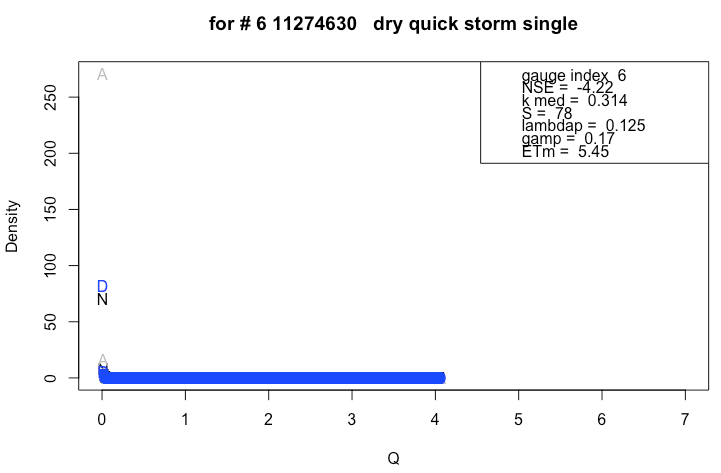 for # 6 11274630 dry quick storm single
A
gauge index 6
NSE = -4.22
k med = 0.314
S = 78
lambdap = 0.125
gamp = 0.17
ETm = 5.45
250
200
150
100
50
0
Density
D
N
A
0 1 2 3 4 5 6 7
Q